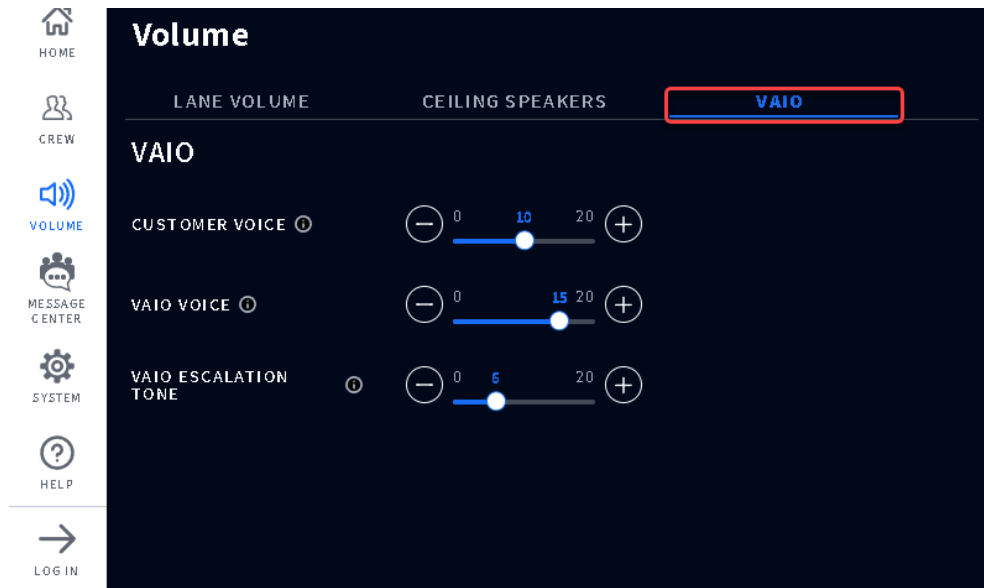 HOME
CREW
VOLUME
MESSAGE
CENTER
SYSTEM
HELP
LOG IN
Volume
LANE VOLUME CEILING SPEAKERS VAIO
VAIO
CUSTOMER VOICE 0 10 20
VAIO VOICE 0 15 20
VAIO ESCALATION
TONE 0 6 20